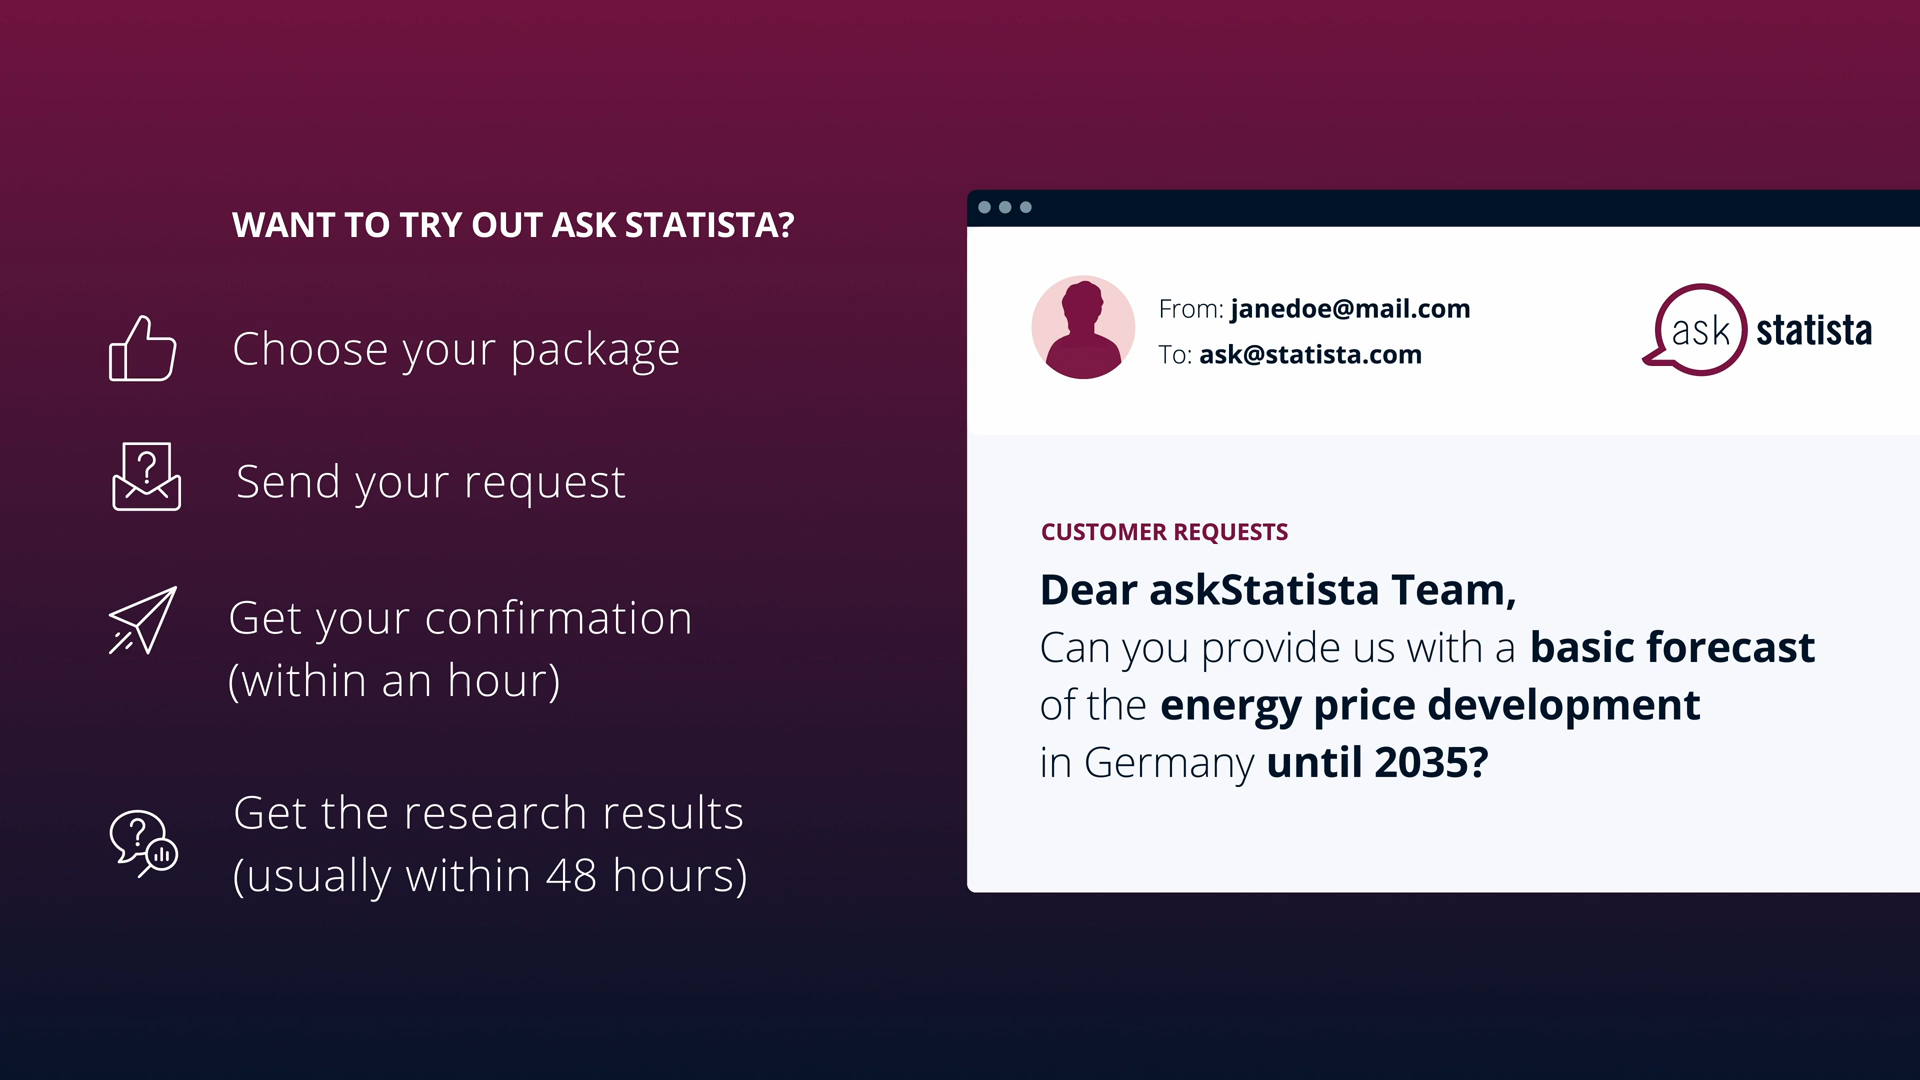 WANT TO TRY OUT ASK STATISTA?
Choose your package
?
Send your request
Get your confirmation
(within an hour)
?
Get the research results
(usually within 48 hours)
From: janedoe@mail.com
To: ask@statista.com
ask statista
CUSTOMER REQUESTS
Dear askStatista Team,
Can you provide us with a basic forecast
of the energy price development
in Germany until 2035?